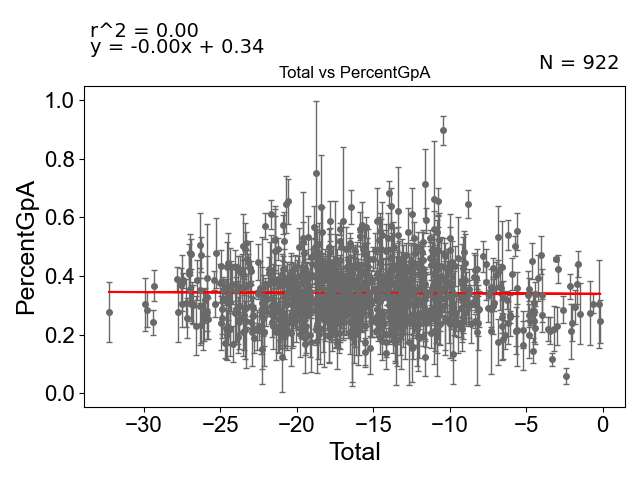 r^2 = 0.00
y = -0.00x + 0.34
N = 922
Total vs PercentGpA
1.0
0.8
0.6
0.4
0.2
0.0
PercentGpA
−30 −25 −20 −15 −10 −5 0
Total